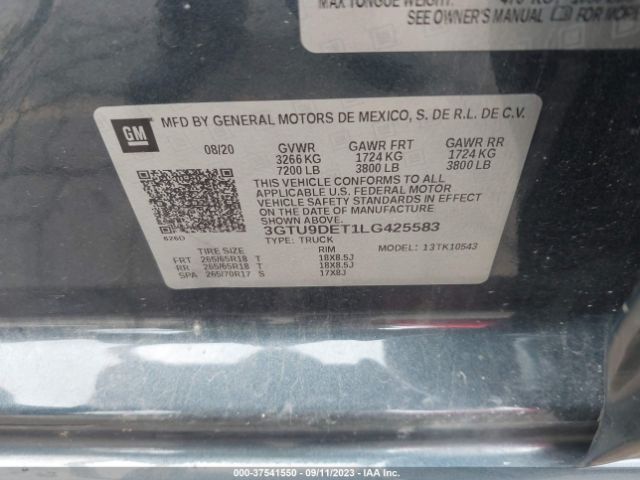 MAX TONGUE WEIGHT:
SEE OWNER'S MANUAL FOR MORE
GM
MFD BY GENERAL MOTORS DE MEXICO, S. DE R.L. DE C.V.
08/20 GVWR GAWR FRT GAWR RR
3266 KG 1724 KG 1724 KG
7200 LB 3800 LB 3800 LB
THIS VEHICLE CONFORMS TO ALL
APPLICABLE U.S. FEDERAL MOTOR
VEHICLE SAFETY STANDARDS IN
EFFECT ON THE DATE OF MANUFACTURE
SHOWN ABOVE.
3GTU9DET1LG425583
TYPE: TRUCK MODEL: 13TK10543
TIRE SIZE RIM
FRT 265/65R18 T 18X8.5J
RR 265/65R18 T 18X8.5J
SPA 265/70R17 S 17X8J
000-37541550 - 09/11/2023 - IAA Inc.